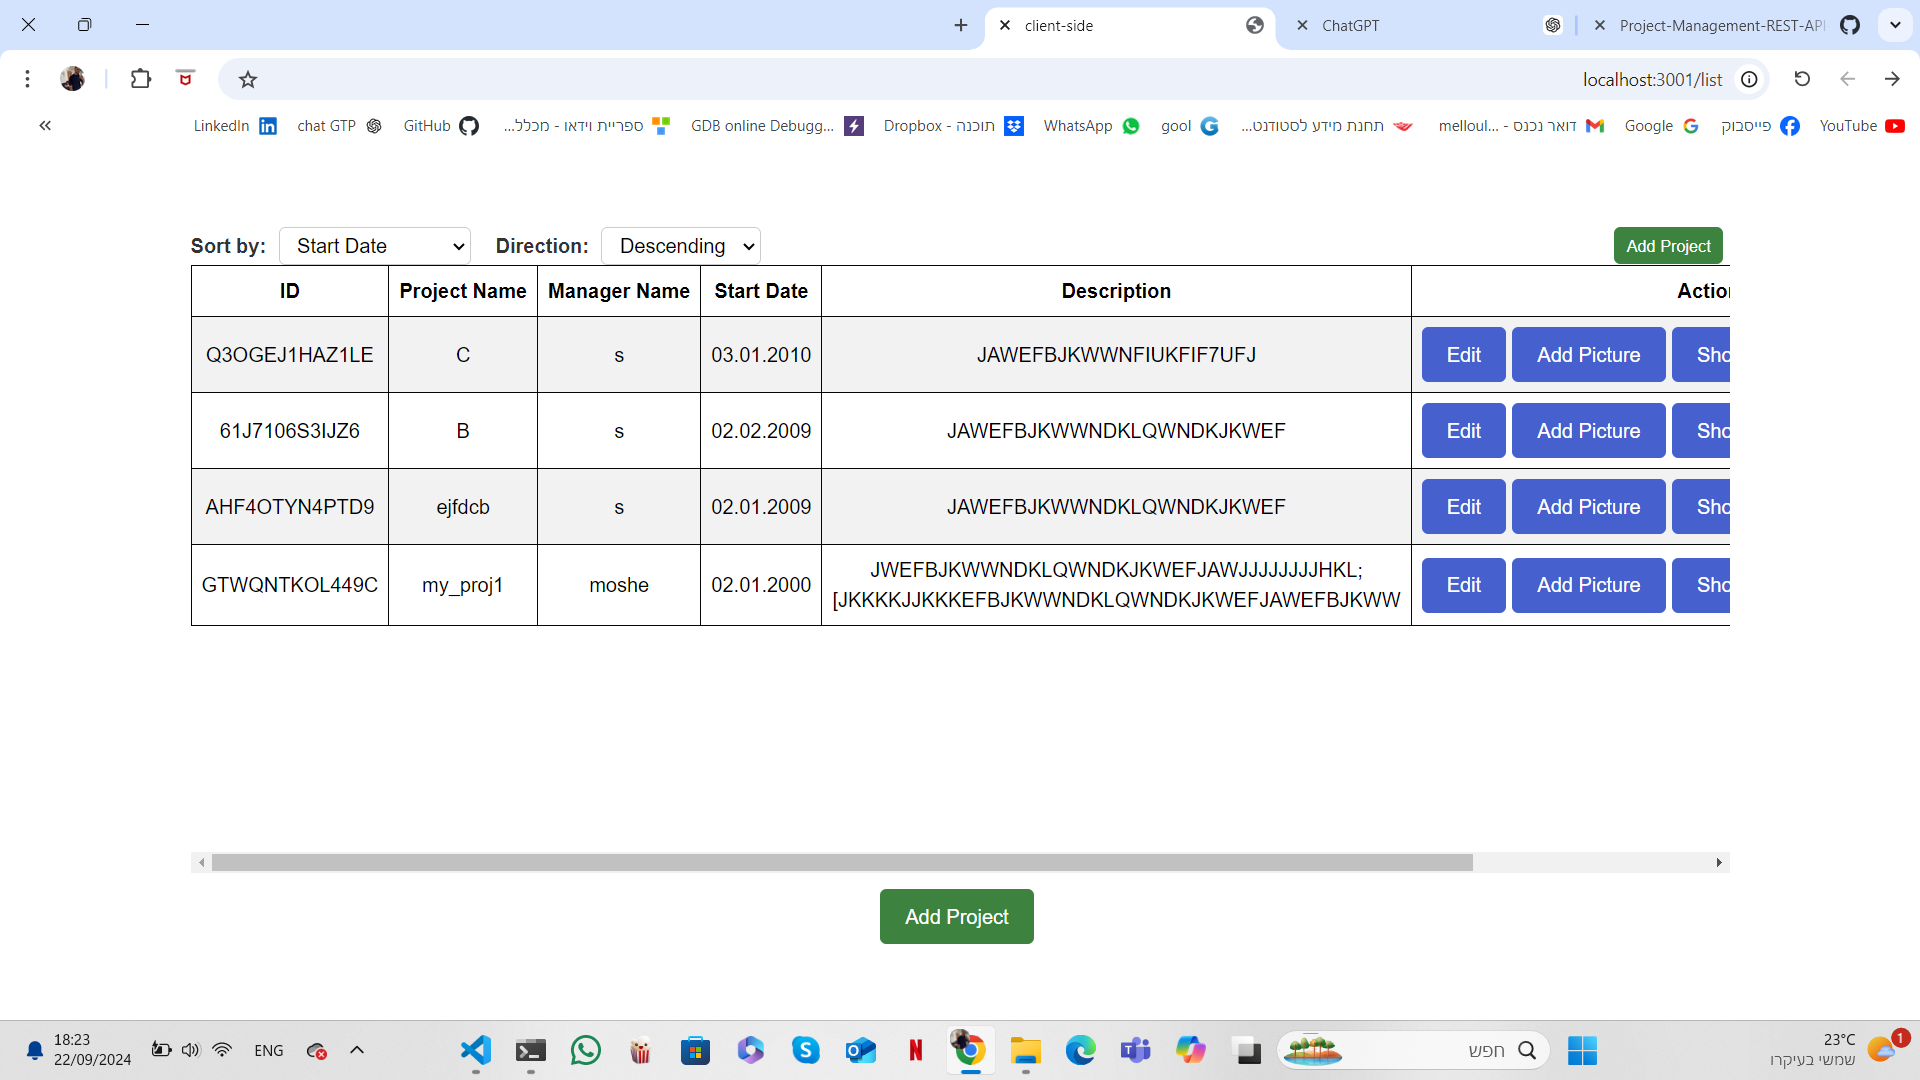 client-side
ChatGPT
Project-Management-REST-API
localhost:3001/list
LinkedIn
chat GTP
GitHub
ספריית וידאו - מכלל...
GDB online Debugg...
Dropbox - תוכנה
WhatsApp
gool
תחנת מידע לסטודנט...
דואר נכנס - melloul...
Google
פייסבוק
YouTube
Sort by: Start Date Direction: Descending Add Project
ID Project Name Manager Name Start Date Description Action
Q3OGEJ1HAZ1LE C s 03.01.2010 JAWEFBJKWWNFIUKFIF7UFJ Edit Add Picture Sho
61J7106S3IJZ6 B s 02.02.2009 JAWEFBJKWWNDKLQWNDKJKWEF Edit Add Picture Sho
AHF4OTYN4PTD9 ejfdcb s 02.01.2009 JAWEFBJKWWNDKLQWNDKJKWEF Edit Add Picture Sho
GTWQNTKOL449C my_proj1 moshe 02.01.2000 JWEFBJKWWNDKLQWNDKJKWEFJAWJJJJJJJHKL;
[JKKKKJJKKKEFBJKWWNDKLQWNDKJKWEFJAWEFBJKWW Edit Add Picture Sho
Add Project
18:23
22/09/2024
ENG
חפש
23°C
שמשי בעיקרו
1